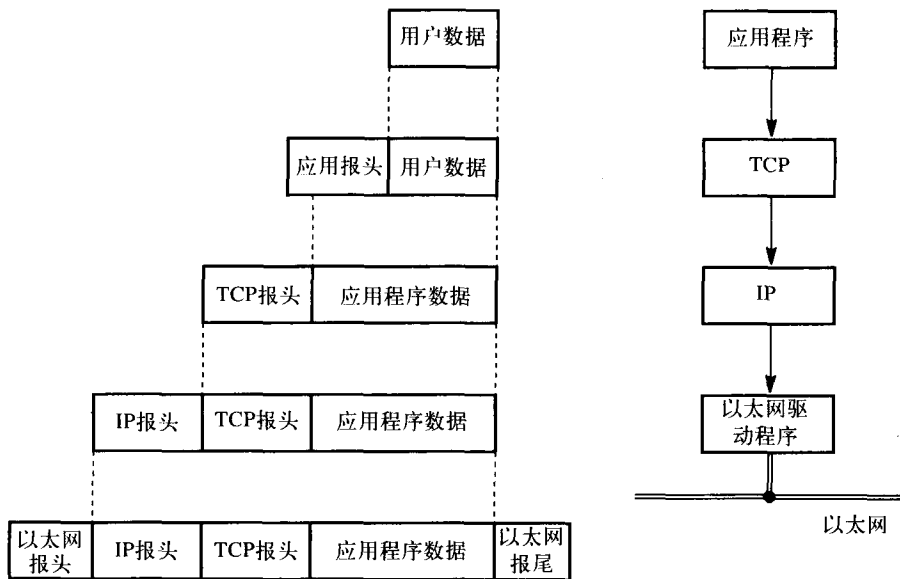 用户数据
应用程序
应用报头 用户数据
TCP
TCP报头 应用程序数据
IP
IP报头 TCP报头 应用程序数据
以太网驱
动程序
以太网
以太网
报头
IP报头 TCP报头 应用程序数据
以太网
报尾